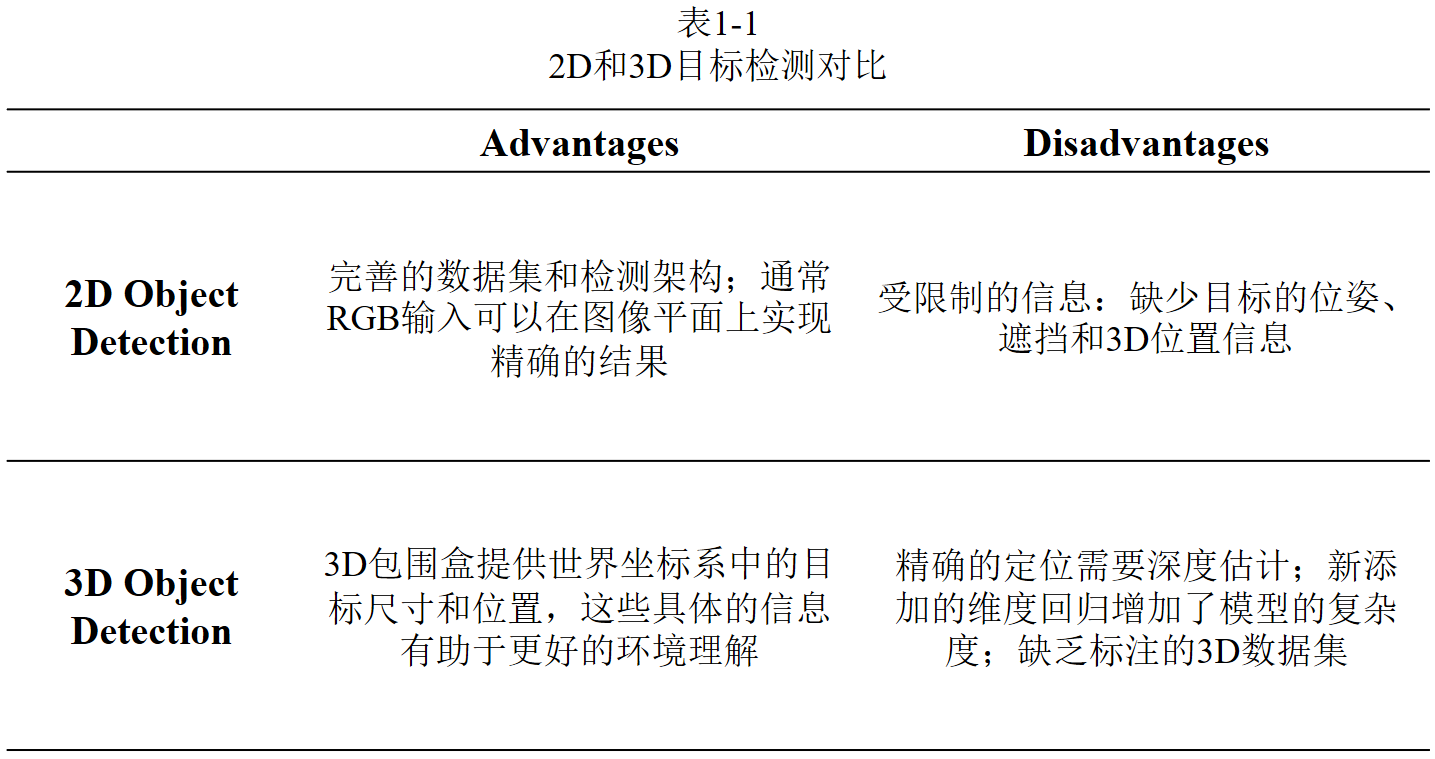 表1-1
2D和3D目标检测对比
Advantages
Disadvantages
2D Object
Detection
完善的数据集和检测架构；通常
RGB输入可以在图像平面上实现
精确的结果
受限制的信息：缺少目标的位姿、
遮挡和3D位置信息
3D Object
Detection
3D包围盒提供世界坐标系中的目
标尺寸和位置，这些具体的信息
有助于更好的环境理解
精确的定位需要深度估计；新添
加的维度回归增加了模型的复杂
度；缺乏标注的3D数据集